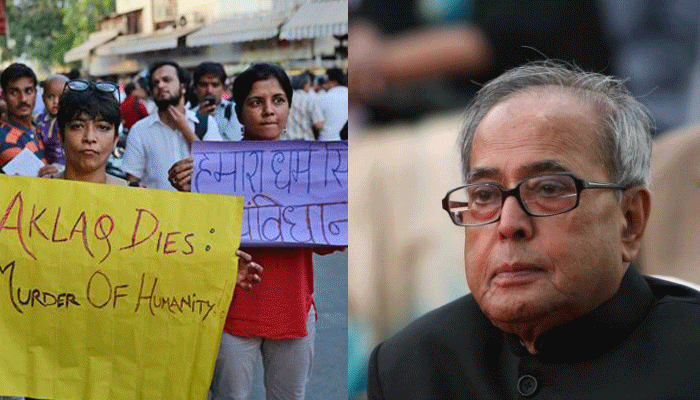 AKLAQ DIES:
MURDER OF HUMANITY.
हमारा धर्म
संविधान